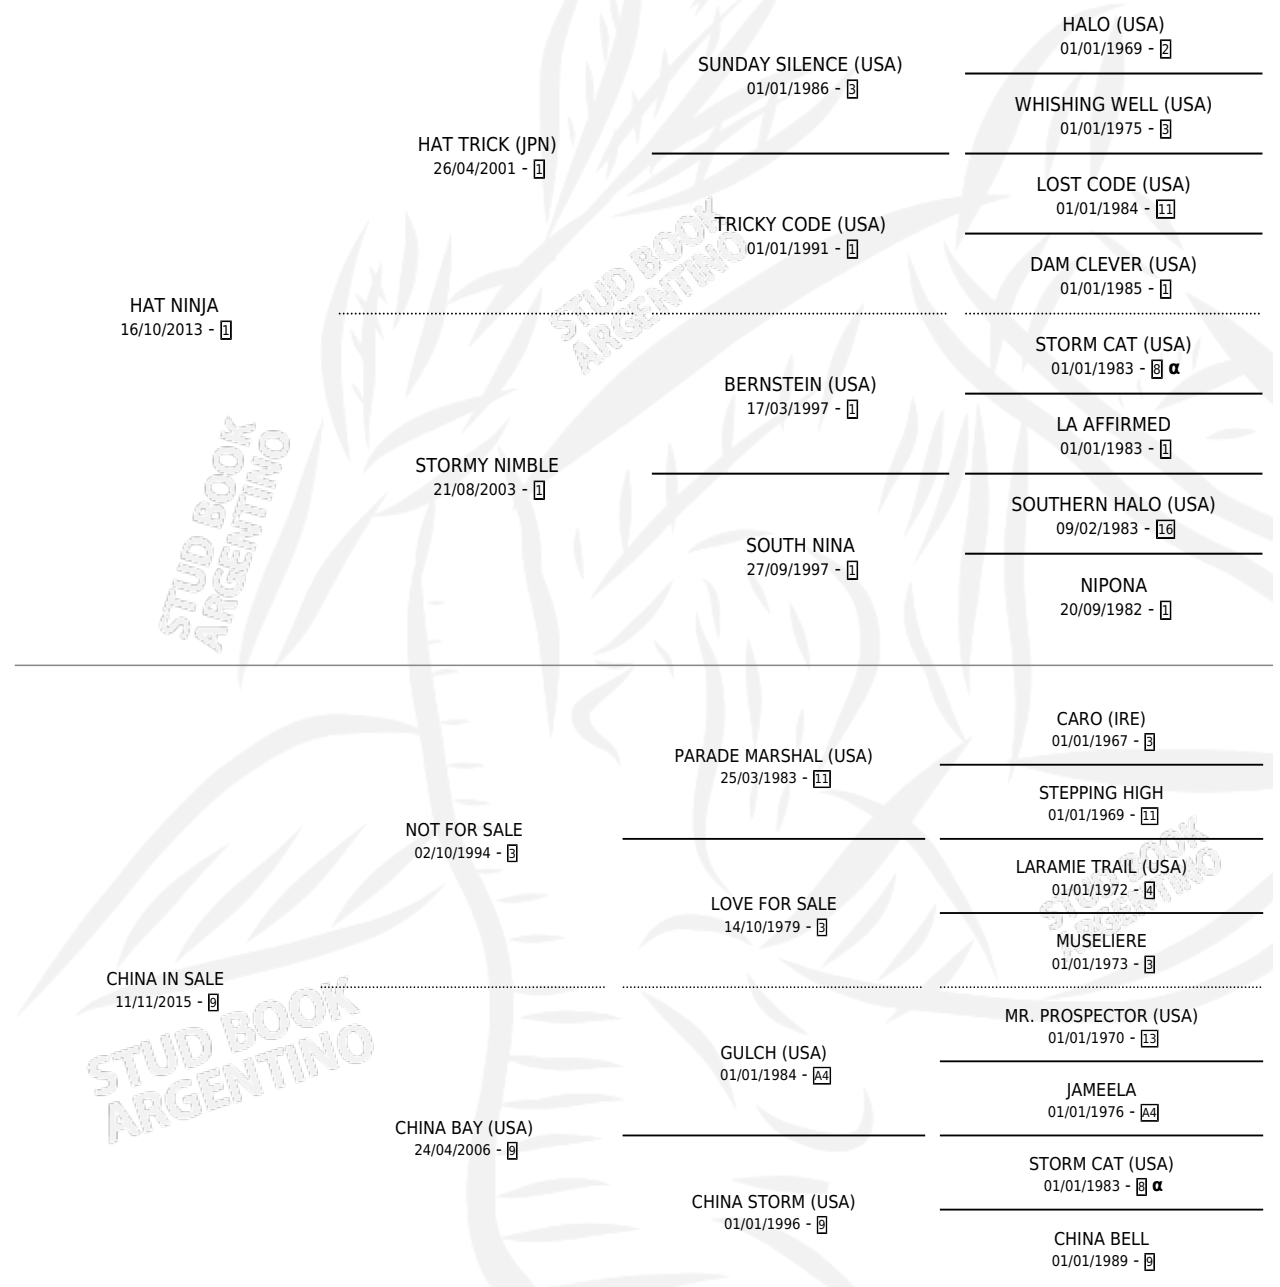 HALO (USA)
01/01/1969 - 2
SUNDAY SILENCE (USA)
01/01/1986 - 3
WHISHING WELL (USA)
01/01/1975 - 3
HAT TRICK (JPN)
26/04/2001 - 1
LOST CODE (USA)
01/01/1984 - 11
TRICKY CODE (USA)
01/01/1991 - 1
DAM CLEVER (USA)
01/01/1985 - 1
HAT NINJA
16/10/2013 - 1
STORM CAT (USA)
01/01/1983 - 8 α
BERNSTEIN (USA)
17/03/1997 - 1
LA AFFIRMED
01/01/1983 - 1
STORMY NIMBLE
21/08/2003 - 1
SOUTHERN HALO (USA)
09/02/1983 - 16
SOUTH NINA
27/09/1997 - 1
NIPONA
20/09/1982 - 1
CARO (IRE)
01/01/1967 - 3
PARADE MARSHAL (USA)
25/03/1983 - 11
STEPPING HIGH
01/01/1969 - 11
NOT FOR SALE
02/10/1994 - 3
LARAMIE TRAIL (USA)
01/01/1972 - 4
LOVE FOR SALE
14/10/1979 - 3
MUSELIERE
01/01/1973 - 3
CHINA IN SALE
11/11/2015 - 9
MR. PROSPECTOR (USA)
01/01/1970 - 13
GULCH (USA)
01/01/1984 - A4
JAMEELA
01/01/1976 - A4
CHINA BAY (USA)
24/04/2006 - 9
STORM CAT (USA)
01/01/1983 - 8 α
CHINA STORM (USA)
01/01/1996 - 9
CHINA BELL
01/01/1989 - 9
STUD BOOK
ARGENTINO
STUD BOOK
ARGENTINO
STUD BOOK
ARGENTINO
STUD BOOK
ARGENTINO